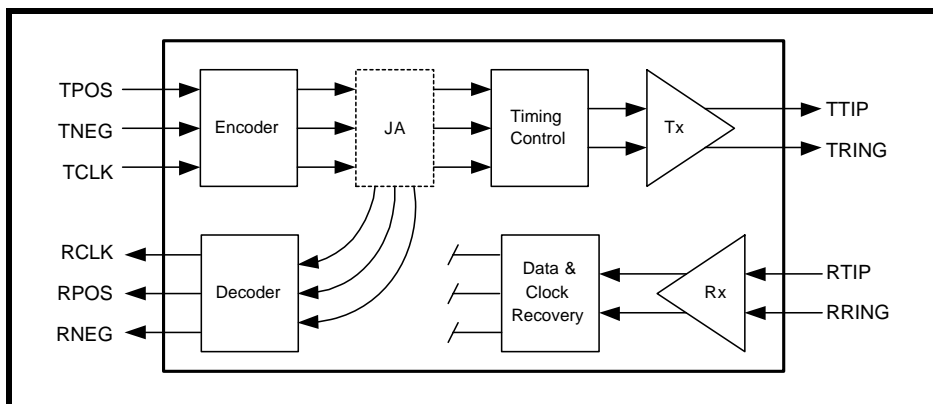 TPOS
TNEG
TCLK
Encoder
JA
Timing
Control
Tx
TTIP
TRING
RCLK
RPOS
RNEG
Decoder
Data &
Clock
Recovery
Rx
RTIP
RRING